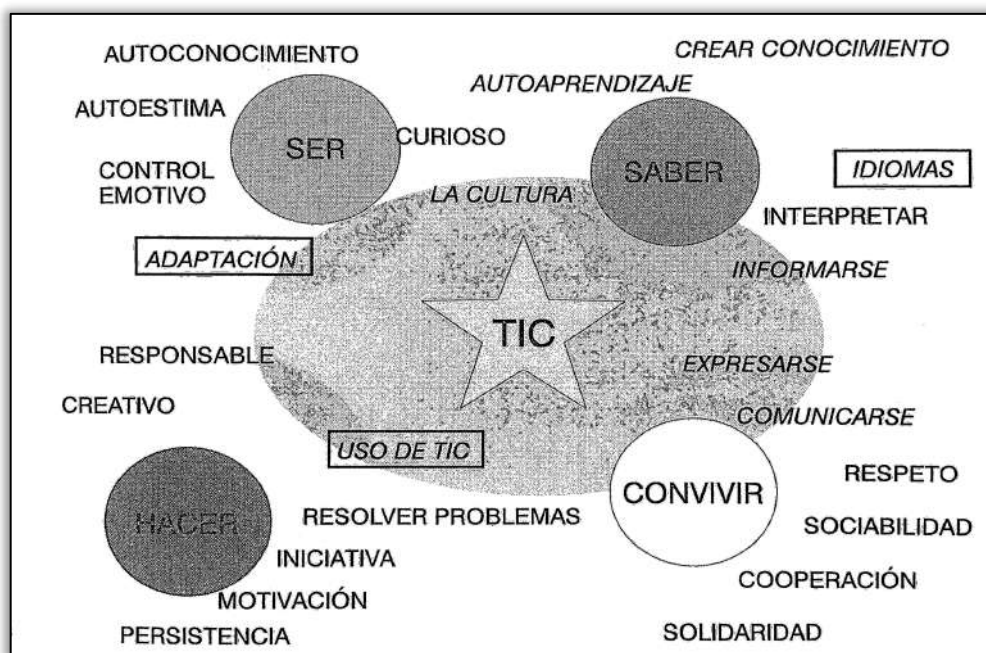 AUTOCONOCIMIENTO
CREAR CONOCIMIENTO
AUTOAPRENDIZAJE
AUTOESTIMA
CURIOSO
SER
SABER
CONTROL
EMOTIVO
IDIOMAS
LA CULTURA
INTERPRETAR
ADAPTACIÓN
INFORMARSE
TIC
RESPONSABLE
EXPRESARSE
CREATIVO
COMUNICARSE
USO DE TIC
RESPETO
CONVIVIR
HACER
RESOLVER PROBLEMAS
SOCIABILIDAD
INICIATIVA
COOPERACIÓN
MOTIVACIÓN
PERSISTENCIA
SOLIDARIDAD